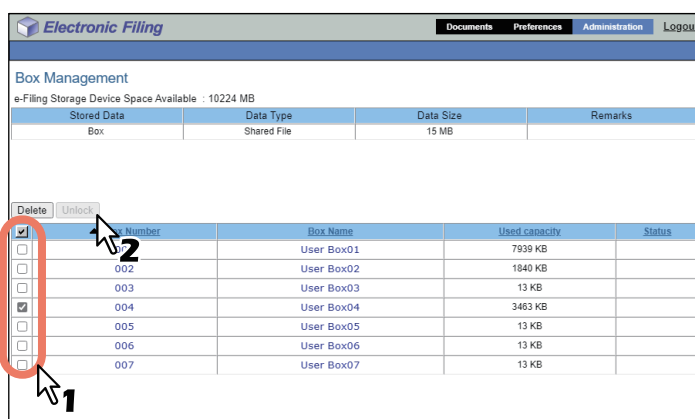 Electronic Filing Documents Preferences Administration Logou
Box Management
e-Filing Storage Device Space Available : 10224 MB
Stored Data Data Type Data Size Remarks
Box Shared File 15 MB
Delete Unlock
2
Box Number Box Name Used capacity Status
User Box01 7939 KB
002 User Box02 1840 KB
003 User Box03 13 KB
004 User Box04 3463 KB
005 User Box05 13 KB
006 User Box06 13 KB
007 User Box07 13 KB
1